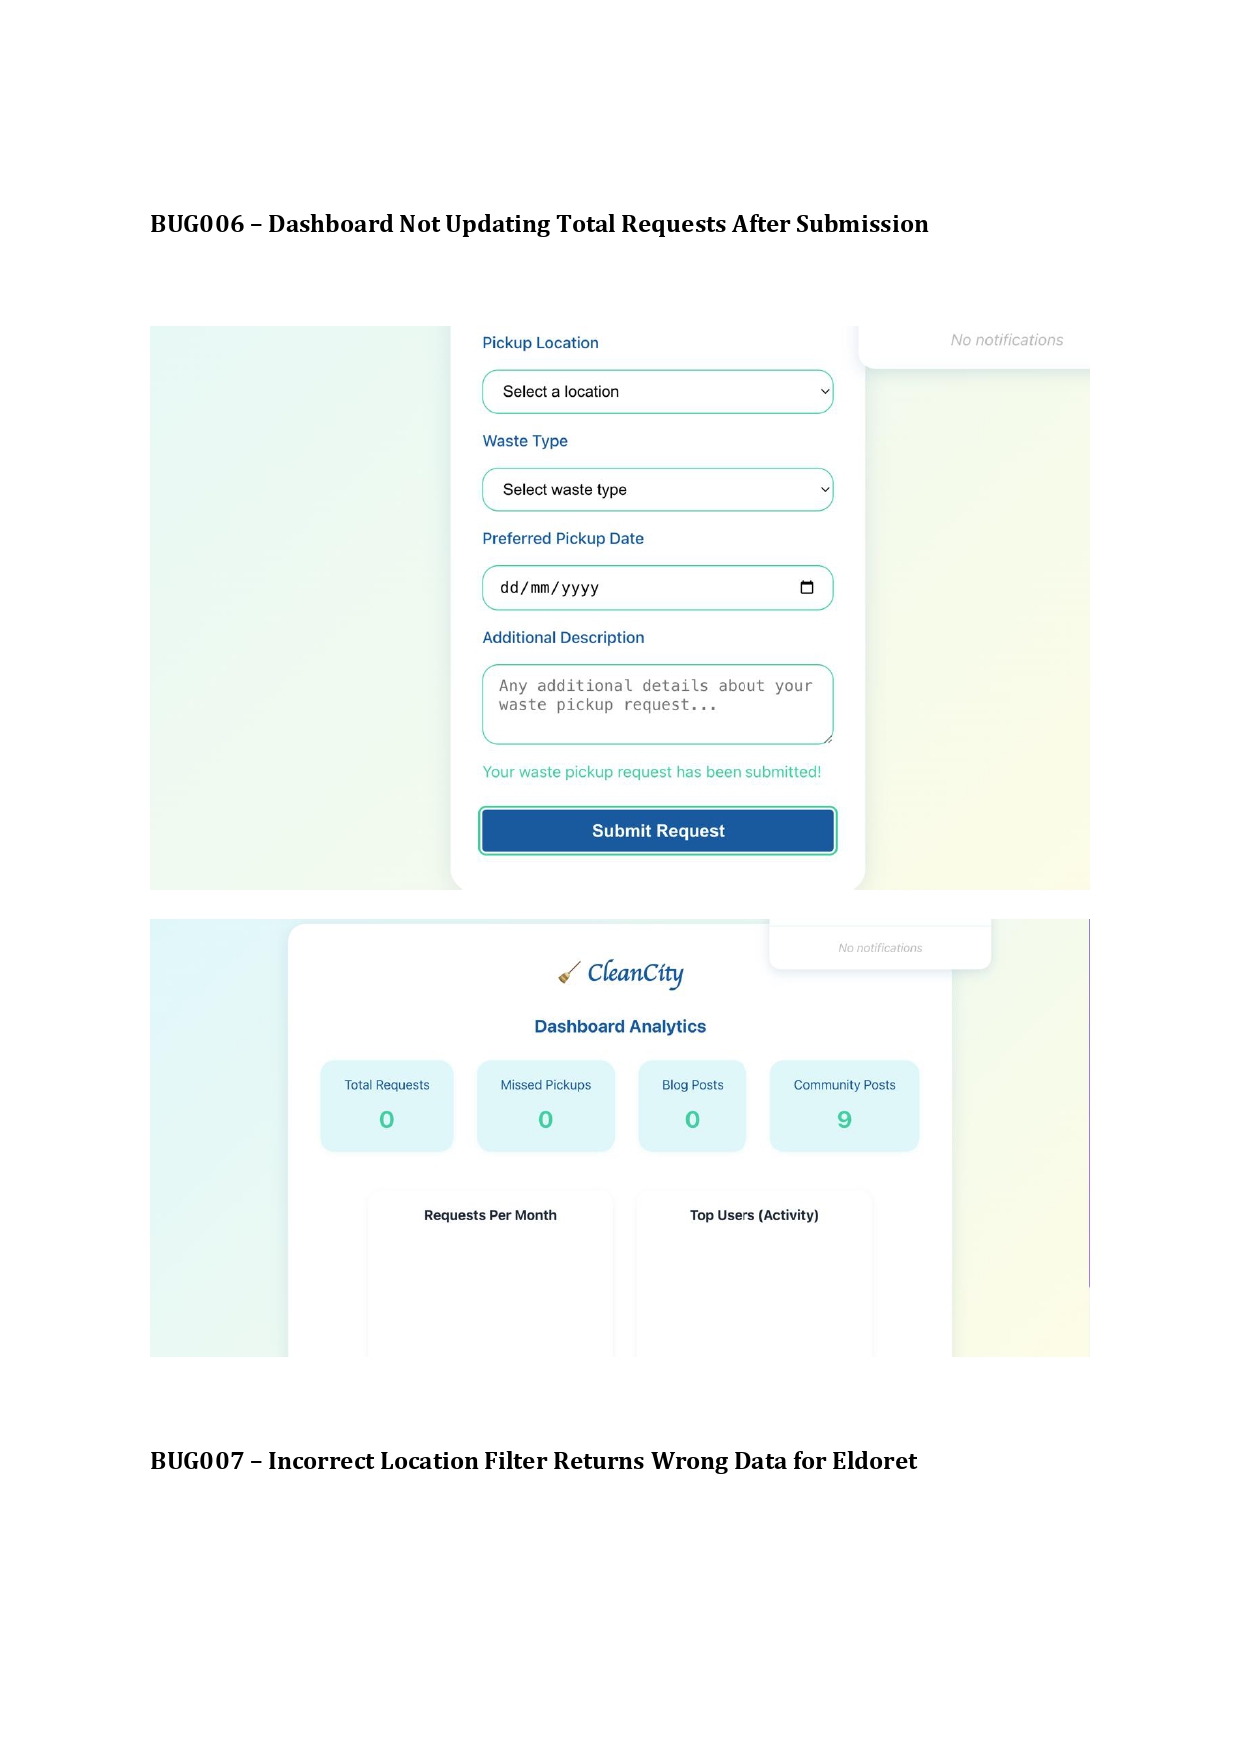 BUG006 – Dashboard Not Updating Total Requests After Submission
No notifications
Pickup Location
Select a location
Waste Type
Select waste type
Preferred Pickup Date
dd/mm/yyyy
Additional Description
Any additional details about your
waste pickup request...
Your waste pickup request has been submitted!
Submit Request
No notifications
CleanCity
Dashboard Analytics
Total Requests
0
Missed Pickups
0
Blog Posts
0
Community Posts
9
Requests Per Month
Top Users (Activity)
BUG007 – Incorrect Location Filter Returns Wrong Data for Eldoret